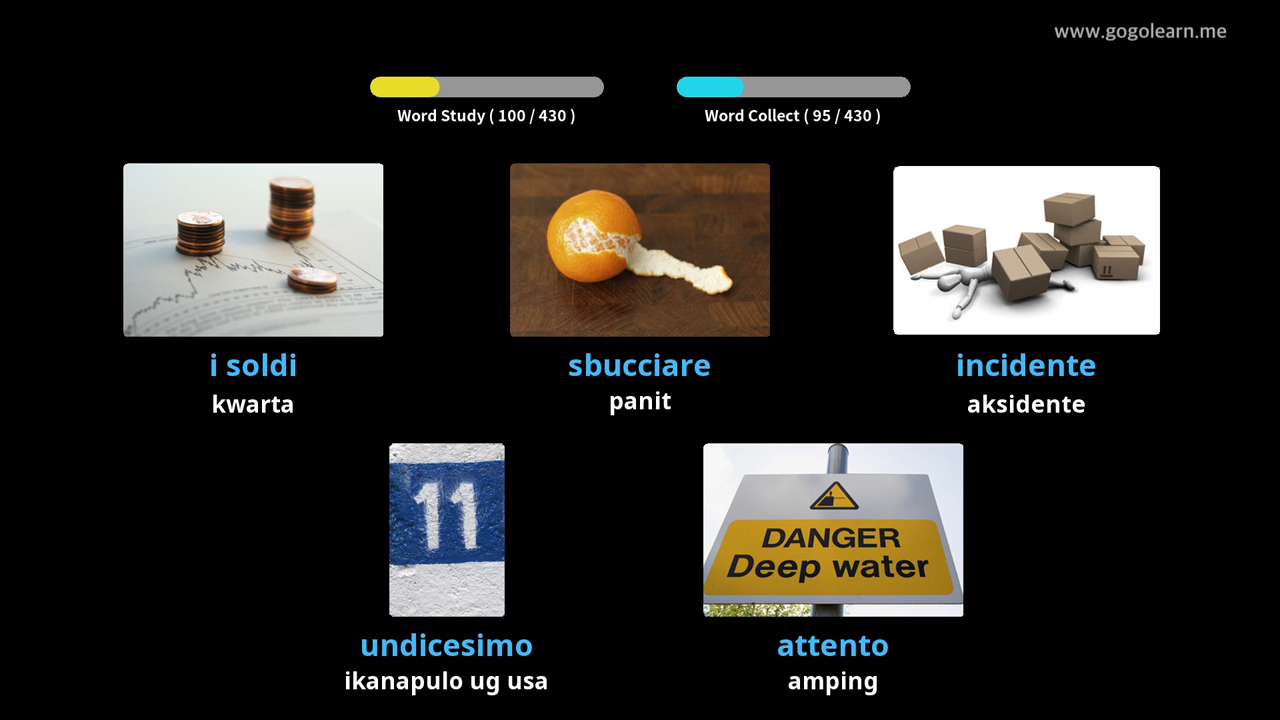 www.gogolearn.me
Word Study ( 100 / 430 )
Word Collect ( 95 / 430 )
i soldi
kwarta
sbucciare
panit
incidente
aksidente
11
DANGER
Deep water
undicesimo
ikanapulo ug usa
attento
amping